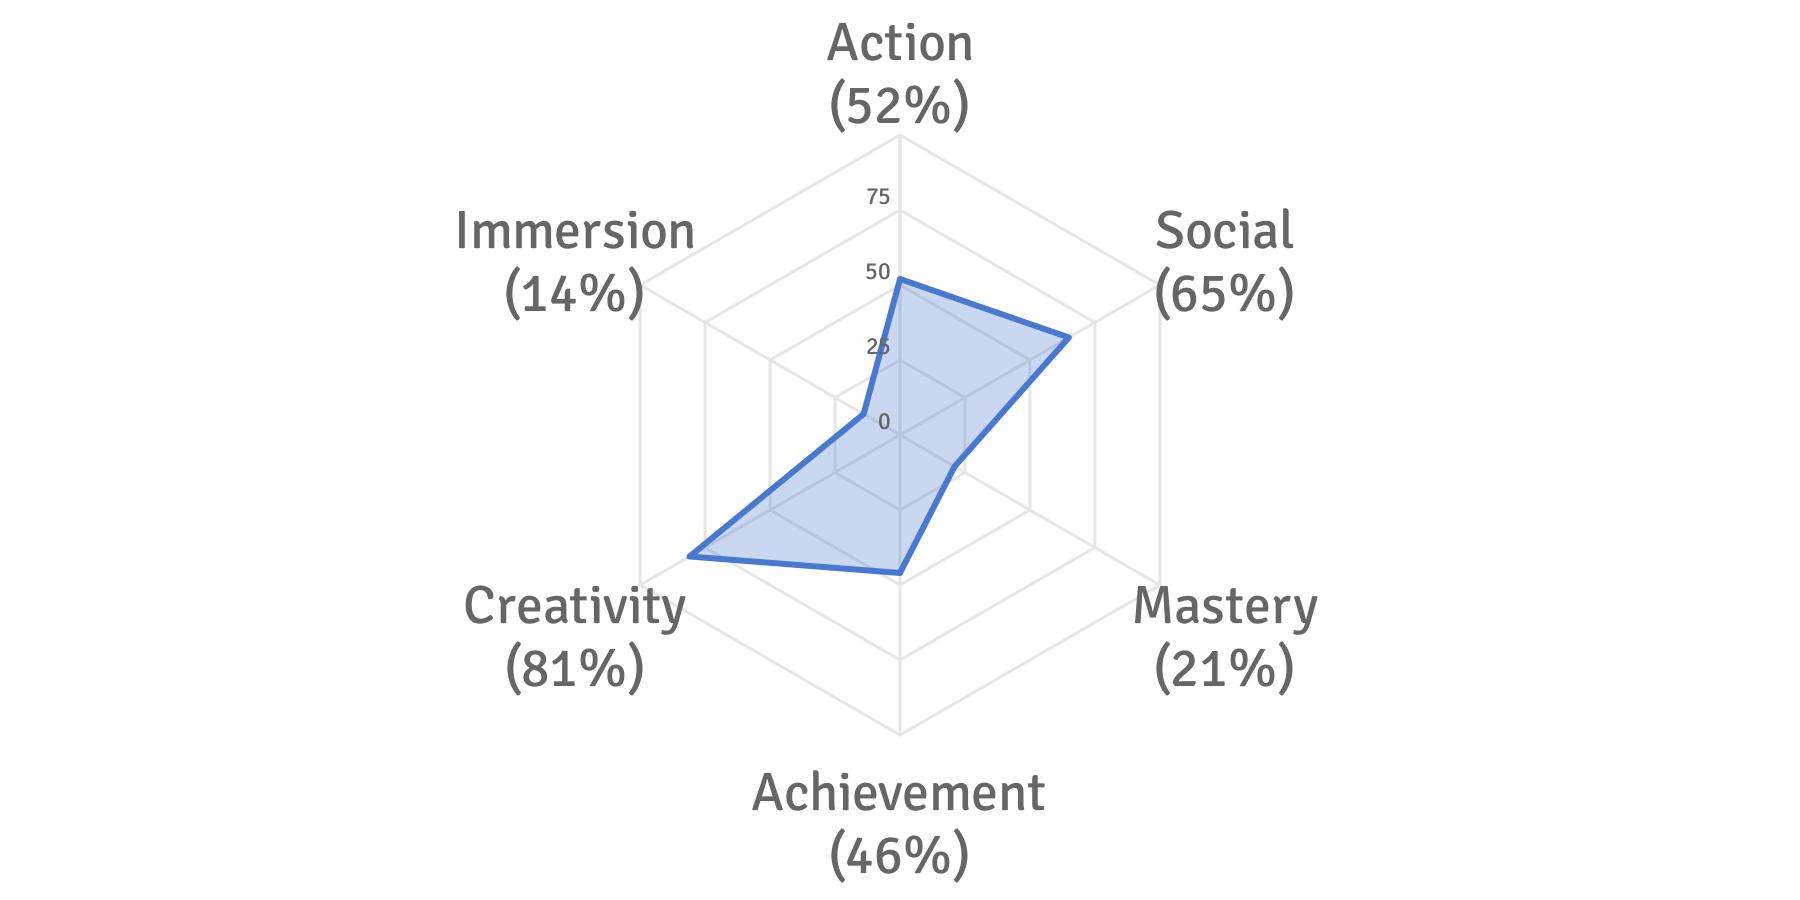 Action
(52%)
Immersion
(14%)
Social
(65%)
75
50
25
0
Creativity
(81%)
Mastery
(21%)
Achievement
(46%)